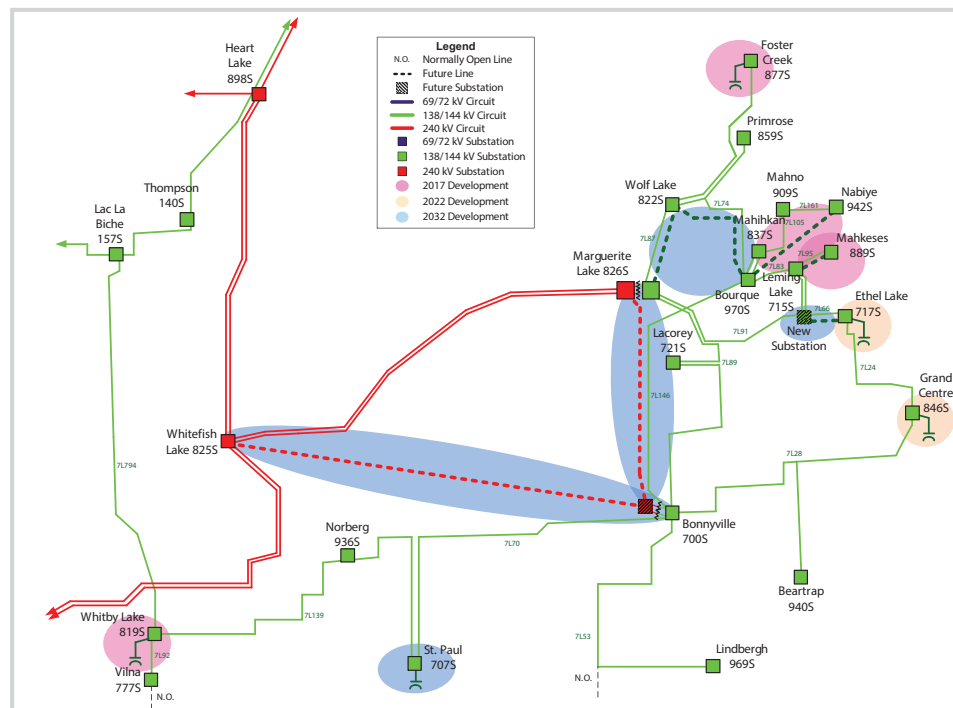 Heart
Lake
898S
Legend
N.O. Normally Open Line
Future Line
Future Substation
69/72 kV Circuit
138/144 kV Circuit
240 kV Circuit
69/72 kV Substation
138/144 kV Substation
240 kV Substation
2017 Development
2022 Development
2032 Development
Foster
Creek
877S
Primrose
859S
Thompson
140S
Lac La
Biche
157S
Wolf Lake
822S
7L74
Mahno
909S
7L161
Nabiye
942S
7L105
Mahihkan
837S
7L87
Mahkeses
889S
7L95
7L83
Marguerite
Lake 826S
Bourque
970S
Leming
Lake
715S
Ethel Lake
717S
7L66
New
Substation
7L91
Lacorey
721S
7L89
7L24
Grand
Centre
846S
7L146
Whitefish
Lake 825S
7L794
7L28
Bonnyville
700S
Norberg
936S
7L70
Beartrap
940S
7L139
Whitby Lake
819S
7L92
7L53
St. Paul
707S
Lindbergh
969S
Vilna
777S
N.O.
N.O.